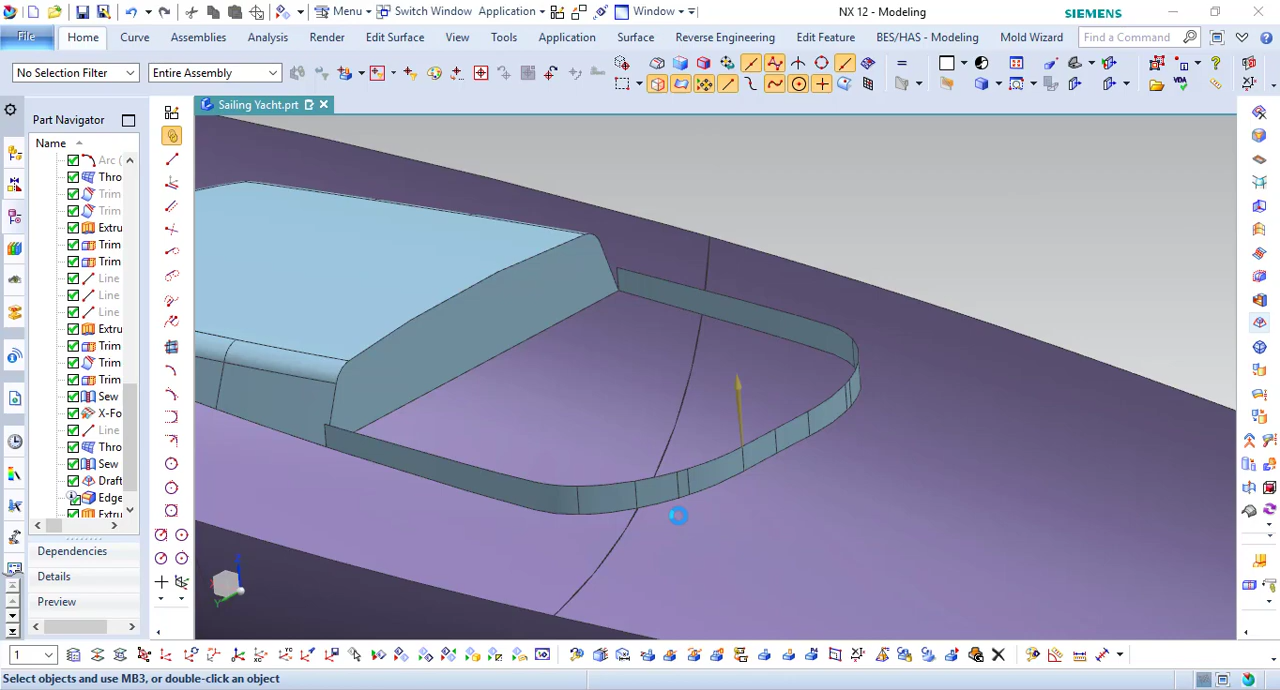 Menu
Switch Window
Application
Window
NX 12 - Modeling
SIEMENS
File
Home
Curve
Assemblies
Analysis
Render
Edit Surface
View
Tools
Application
Surface
Reverse Engineering
Edit Feature
BES/HAS - Modeling
Mold Wizard
Find a Command
No Selection Filter
Entire Assembly
Part Navigator
Sailing Yacht.prt
Name
Arc (
Thro
Trim
Trim
Extru
Trim
Trim
Line
Line
Line
Extru
Trim
Trim
Trim
Sew
X-Fo
Line
Thro
Sew
Draft
Edge
Extru
Dependencies
Details
Preview
1
Select objects and use MB3, or double-click an object